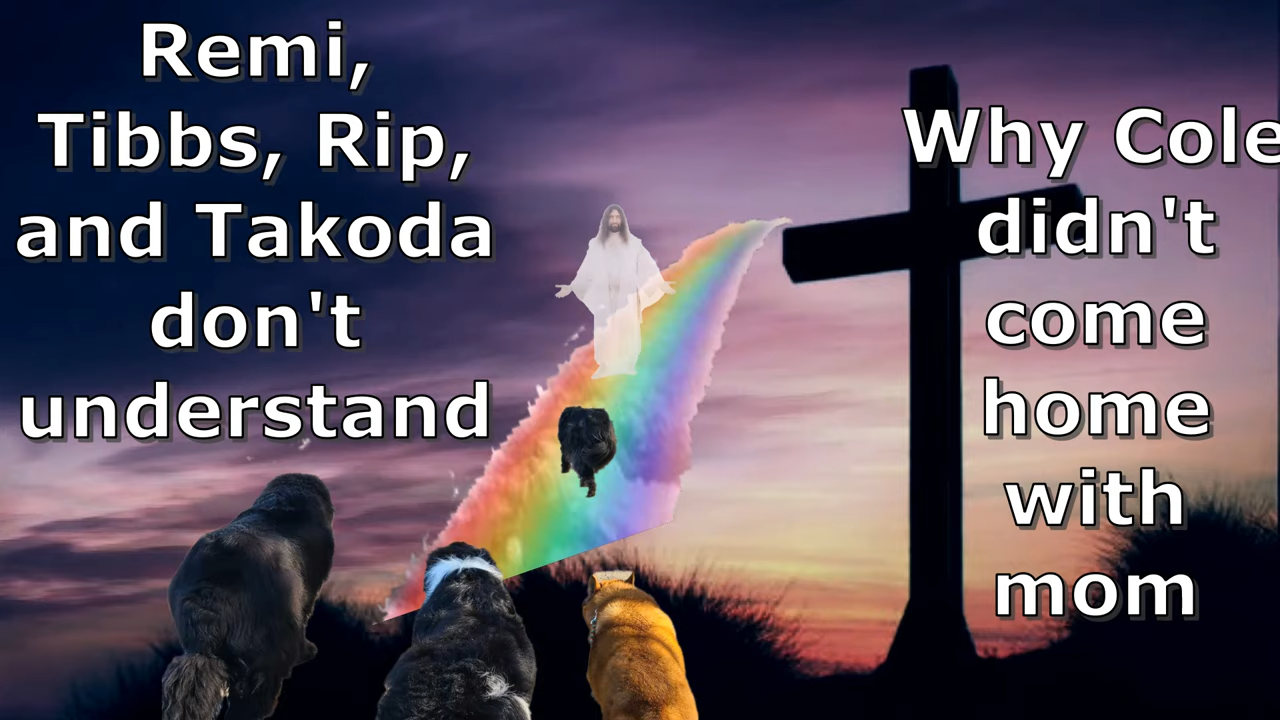 Remi,
Tibbs, Rip,
and Takoda
don't
understand
Why Cole
didn't
come
home
with
mom